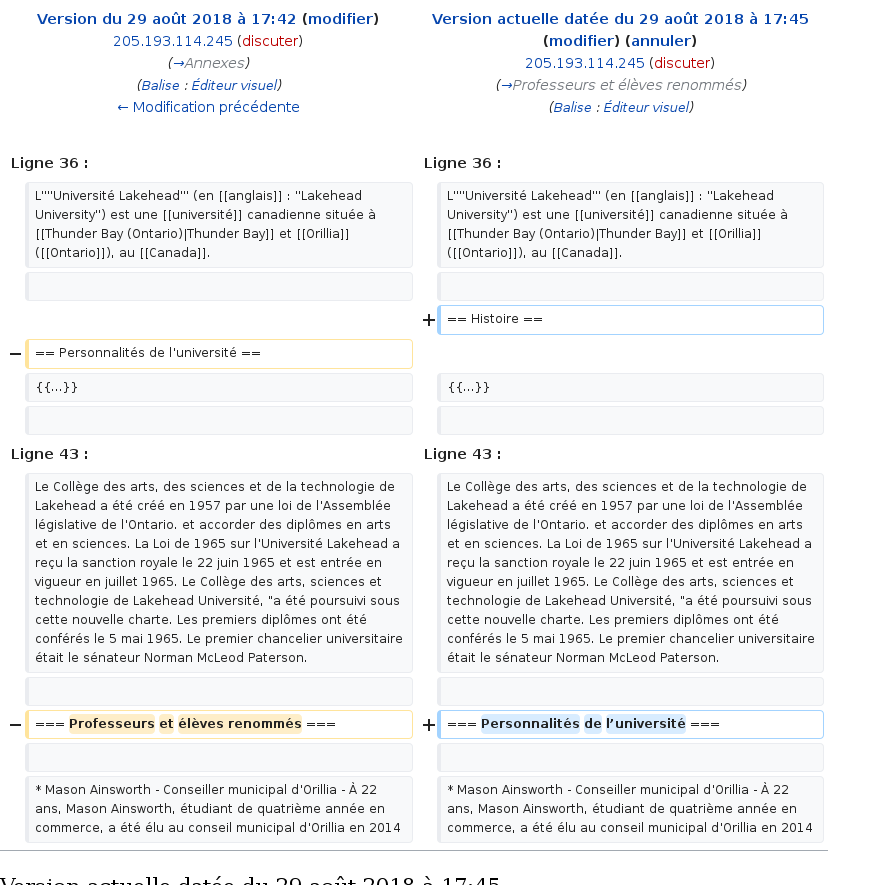 Version du 29 août 2018 à 17:42 (modifier)
205.193.114.245 (discuter)
(→Annexes)
(Balise : Éditeur visuel)
← Modification précédente
Version actuelle datée du 29 août 2018 à 17:45
(modifier) (annuler)
205.193.114.245 (discuter)
(→Professeurs et élèves renommés)
(Balise : Éditeur visuel)
Ligne 36 :
Ligne 36 :
L'''''Université Lakehead''' (en [[anglais]] : ''Lakehead
University'') est une [[université]] canadienne située à
[[Thunder Bay (Ontario)|Thunder Bay]] et [[Orillia]]
([[Ontario]]), au [[Canada]].
L'''''Université Lakehead''' (en [[anglais]] : ''Lakehead
University'') est une [[université]] canadienne située à
[[Thunder Bay (Ontario)|Thunder Bay]] et [[Orillia]]
([[Ontario]]), au [[Canada]].
+ == Histoire ==
− == Personnalités de l'université ==
{{...}}
{{...}}
Ligne 43 :
Ligne 43 :
Le Collège des arts, des sciences et de la technologie de
Lakehead a été créé en 1957 par une loi de l'Assemblée
législative de l'Ontario. et accorder des diplômes en arts
et en sciences. La Loi de 1965 sur l'Université Lakehead a
reçu la sanction royale le 22 juin 1965 et est entrée en
vigueur en juillet 1965. Le Collège des arts, sciences et
technologie de Lakehead Université, "a été poursuivi sous
cette nouvelle charte. Les premiers diplômes ont été
conférés le 5 mai 1965. Le premier chancelier universitaire
était le sénateur Norman McLeod Paterson.
Le Collège des arts, des sciences et de la technologie de
Lakehead a été créé en 1957 par une loi de l'Assemblée
législative de l'Ontario. et accorder des diplômes en arts
et en sciences. La Loi de 1965 sur l'Université Lakehead a
reçu la sanction royale le 22 juin 1965 et est entrée en
vigueur en juillet 1965. Le Collège des arts, sciences et
technologie de Lakehead Université, "a été poursuivi sous
cette nouvelle charte. Les premiers diplômes ont été
conférés le 5 mai 1965. Le premier chancelier universitaire
était le sénateur Norman McLeod Paterson.
− === Professeurs et élèves renommés ===
+ === Personnalités de l’université ===
* Mason Ainsworth - Conseiller municipal d'Orillia - À 22
ans, Mason Ainsworth, étudiant de quatrième année en
commerce, a été élu au conseil municipal d'Orillia en 2014
* Mason Ainsworth - Conseiller municipal d'Orillia - À 22
ans, Mason Ainsworth, étudiant de quatrième année en
commerce, a été élu au conseil municipal d'Orillia en 2014
Version actuelle datée du 29 août 2018 à 17:45